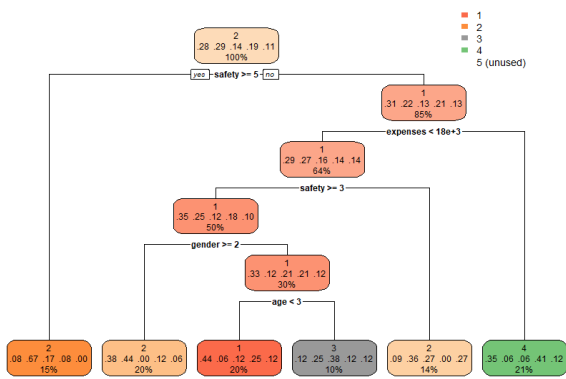 1
2
3
4
5 (unused)
2
.28 .29 .14 .19 .11
100%
yes safety >= 5 no
1
.31 .22 .13 .21 .13
85%
expenses < 18e+3
1
.29 .27 .16 .14 .14
64%
safety >= 3
1
.35 .25 .12 .18 .10
50%
gender >= 2
1
.33 .12 .21 .21 .12
30%
age < 3
2
.08 .67 .17 .08 .00
15%
2
.38 .44 .00 .12 .06
20%
1
.44 .06 .12 .25 .12
20%
3
.12 .25 .38 .12 .12
10%
2
.09 .36 .27 .00 .27
14%
4
.35 .06 .06 .41 .12
21%